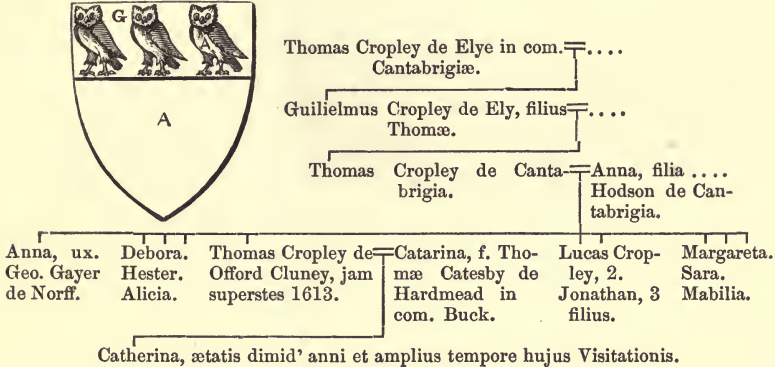 G
A
A
Thomas Cropley de Elye in com.=....
Cantabrigiæ.
Guilielmus Cropley de Ely, filius=....
Thomæ.
Thomas Cropley de Canta-=Anna, filia ....
brigia.
Hodson de Can-
tabrigia.
Anna, ux.
Geo. Gayer
de Norff.
Debora.
Hester.
Alicia.
Thomas Cropley de=Catarina, f. Tho-
Offord Cluney, jam
superstes 1613.
mæ Catesby de
Hardmead in
com. Buck.
Lucas Crop-
ley, 2.
Jonathan, 3
filius.
Margareta.
Sara.
Mabilia.
Catherina, ætatis dimid' anni et amplius tempore hujus Visitationis.